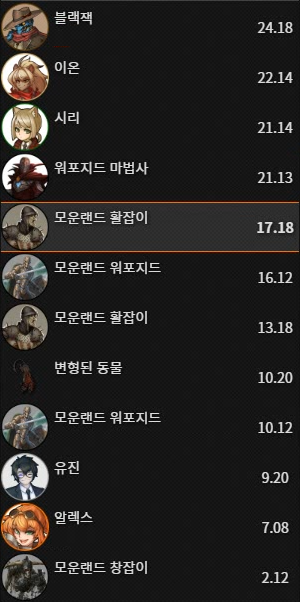 블랙잭
24.18
이온
22.14
시리
21.14
워포지드 마법사
21.13
모운랜드 활잡이
17.18
모운랜드 워포지드
16.12
모운랜드 활잡이
13.18
변형된 동물
10.20
모운랜드 워포지드
10.12
유진
9.20
알렉스
7.08
모운랜드 창잡이
2.12